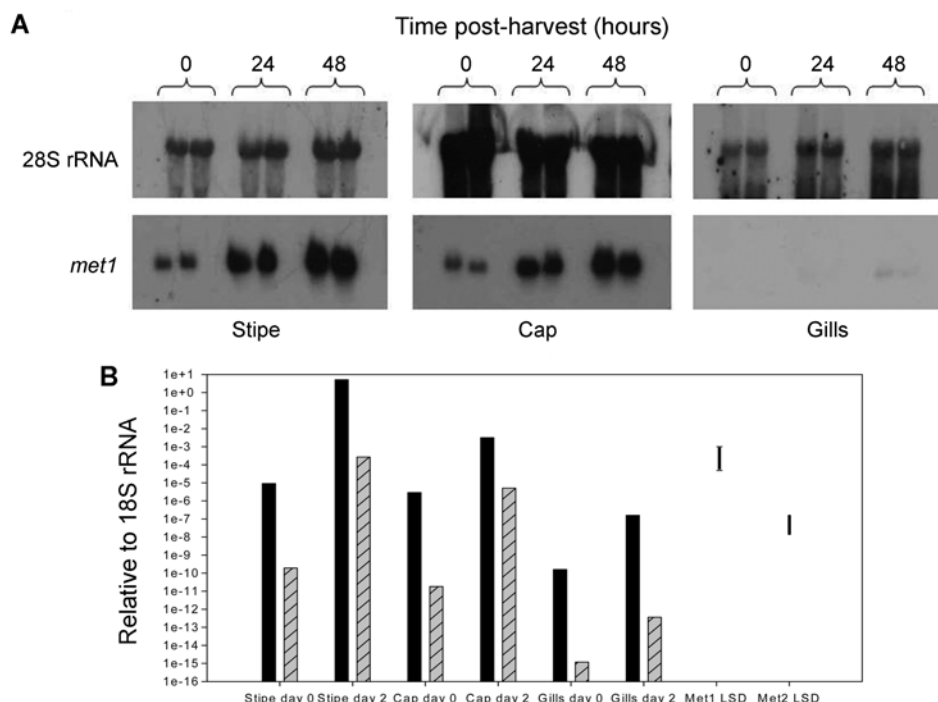 A
Time post-harvest (hours)
0 24 48 0 24 48 0 24 48
28S rRNA
met1
Stipe Cap Gills
B
Relative to 18S rRNA
1e+1
1e+0
1e-1
1e-2
1e-3
1e-4
1e-5
1e-6
1e-7
1e-8
1e-9
1e-10
1e-11
1e-12
1e-13
1e-14
1e-15
1e-16
Stipe day 0 Stipe day 2 Cap day 0 Cap day 2 Gills day 0 Gills day 2 Met1 LSD Met2 LSD